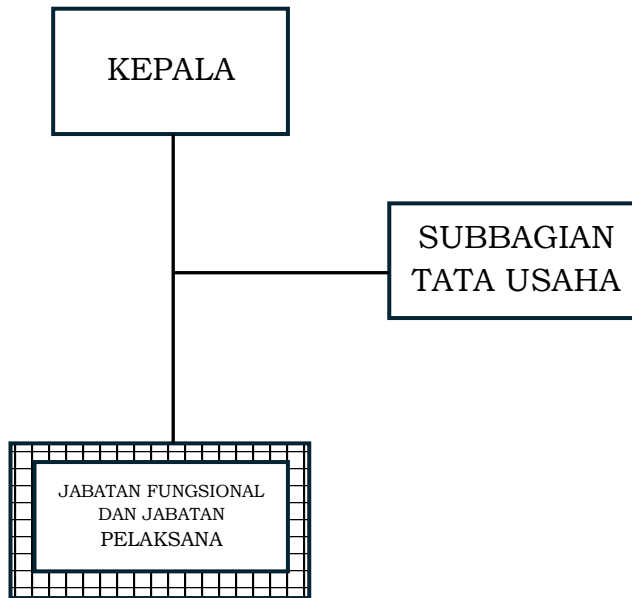 KEPALA
SUBBAGIAN
TATA USAHA
JABATAN FUNGSIONAL
DAN JABATAN
PELAKSANA